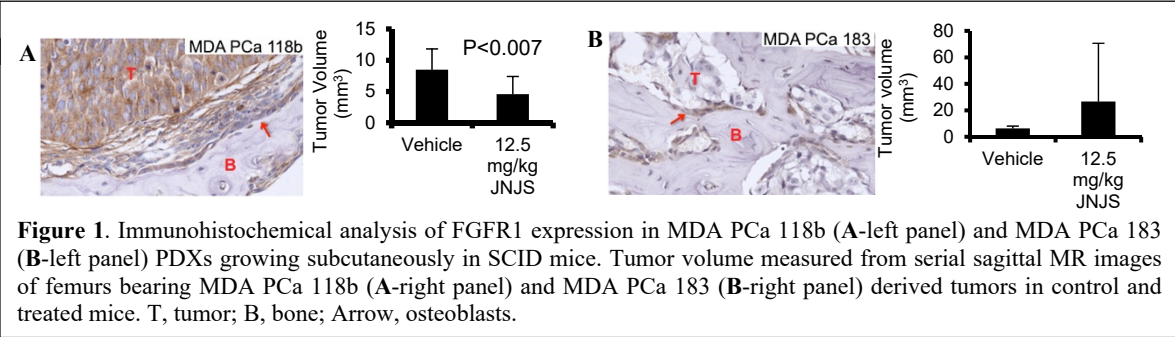 A
MDA PCa 118b
T
B
Tumor Volume
(mm³)
15
10
5
0
P<0.007
Vehicle
12.5
mg/kg
JNJS
B
MDA PCa 183
T
B
Tumor volume
(mm³)
80
60
40
20
0
Vehicle
12.5
mg/kg
JNJS
Figure 1. Immunohistochemical analysis of FGFR1 expression in MDA PCa 118b (A-left panel) and MDA PCa 183
(B-left panel) PDXs growing subcutaneously in SCID mice. Tumor volume measured from serial sagittal MR images
of femurs bearing MDA PCa 118b (A-right panel) and MDA PCa 183 (B-right panel) derived tumors in control and
treated mice. T, tumor; B, bone; Arrow, osteoblasts.